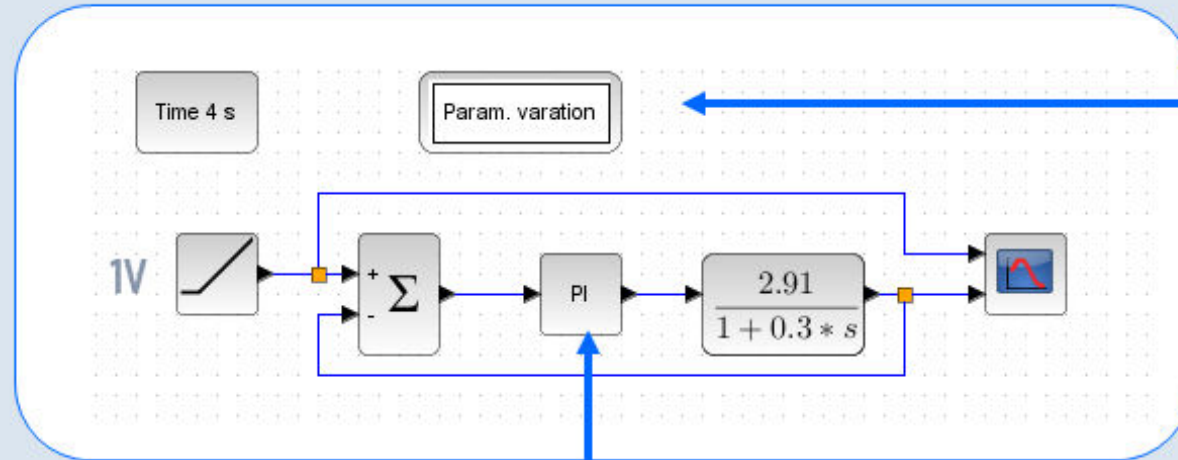 Time 4 s
Param. varation
1V
+
-
Σ
PI
2.91
1 + 0.3 * s